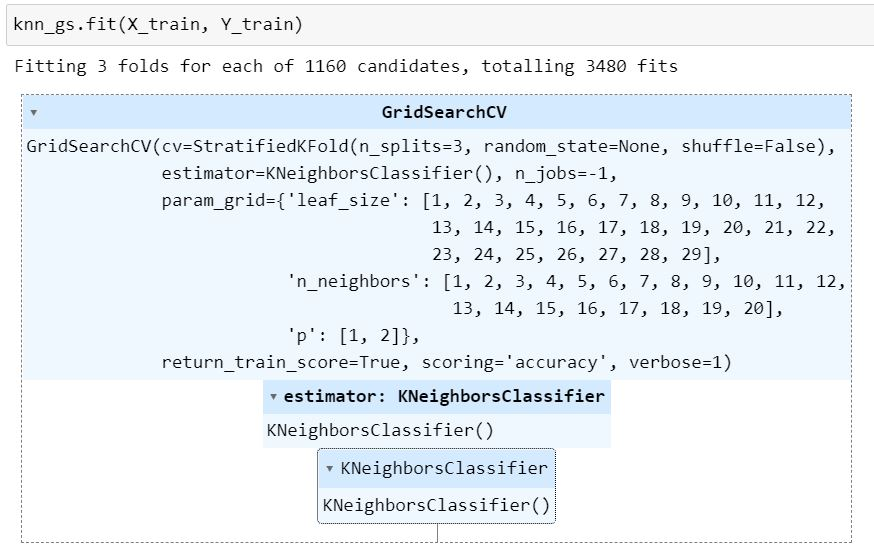 knn_gs.fit(X_train, Y_train)
Fitting 3 folds for each of 1160 candidates, totalling 3480 fits
GridSearchCV
GridSearchCV(cv=StratifiedKFold(n_splits=3, random_state=None, shuffle=False),
estimator=KNeighborsClassifier(), n_jobs=-1,
param_grid={'leaf_size': [1, 2, 3, 4, 5, 6, 7, 8, 9, 10, 11, 12,
13, 14, 15, 16, 17, 18, 19, 20, 21, 22,
23, 24, 25, 26, 27, 28, 29],
'n_neighbors': [1, 2, 3, 4, 5, 6, 7, 8, 9, 10, 11, 12,
13, 14, 15, 16, 17, 18, 19, 20],
'p': [1, 2]},
return_train_score=True, scoring='accuracy', verbose=1)
estimator: KNeighborsClassifier
KNeighborsClassifier()
KNeighborsClassifier
KNeighborsClassifier()